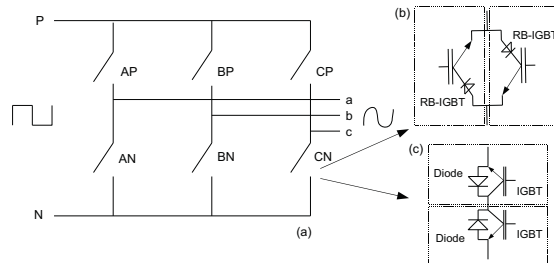 P
AP
BP
CP
a
b
c
AN
BN
CN
N
(a)
(b)
RB-IGBT
RB-IGBT
(c)
Diode
IGBT
Diode
IGBT